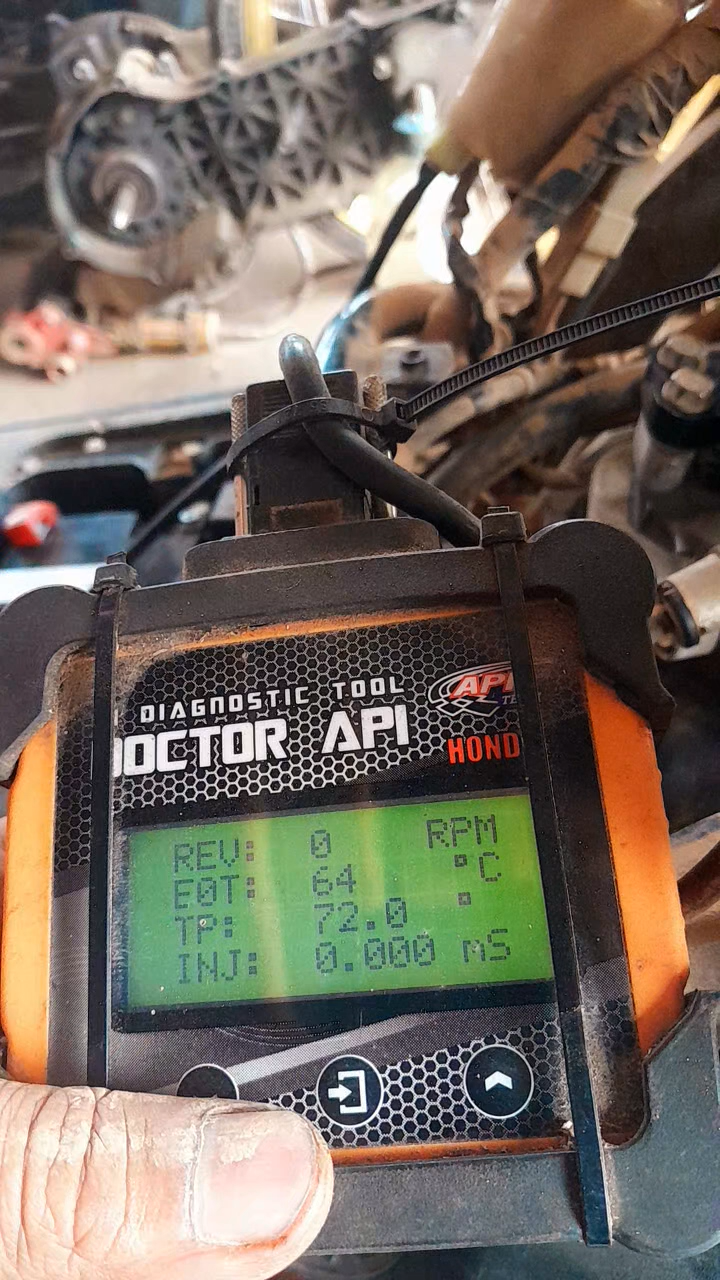 DIAGNOSTIC TOOL
DOCTOR API
API
HOND
REV: 0 RPM
EOT: 64 °C
TP: 72.0 °
INJ: 0.000 mS